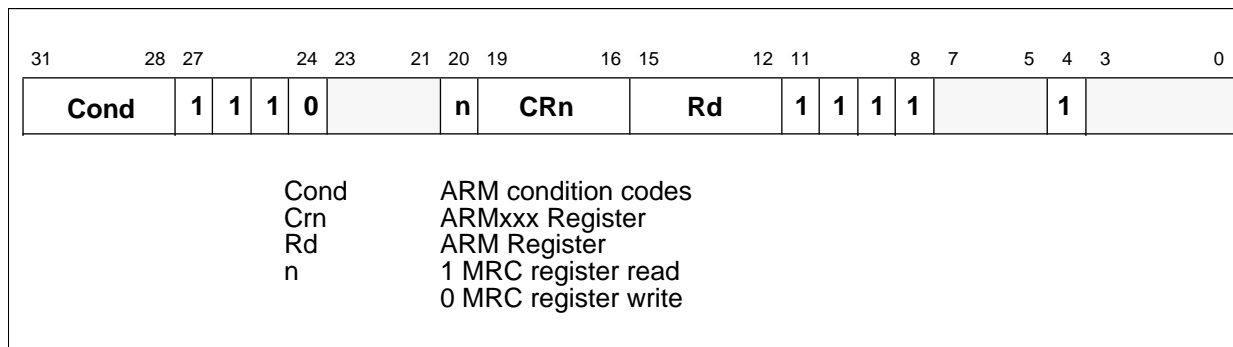 31 28 27 24 23 21 20 19 16 15 12 11 8 7 5 4 3 0
Cond 1 1 1 0 n CRn Rd 1 1 1 1 1
Cond ARM condition codes
Crn ARMxxx Register
Rd ARM Register
n 1 MRC register read
0 MRC register write